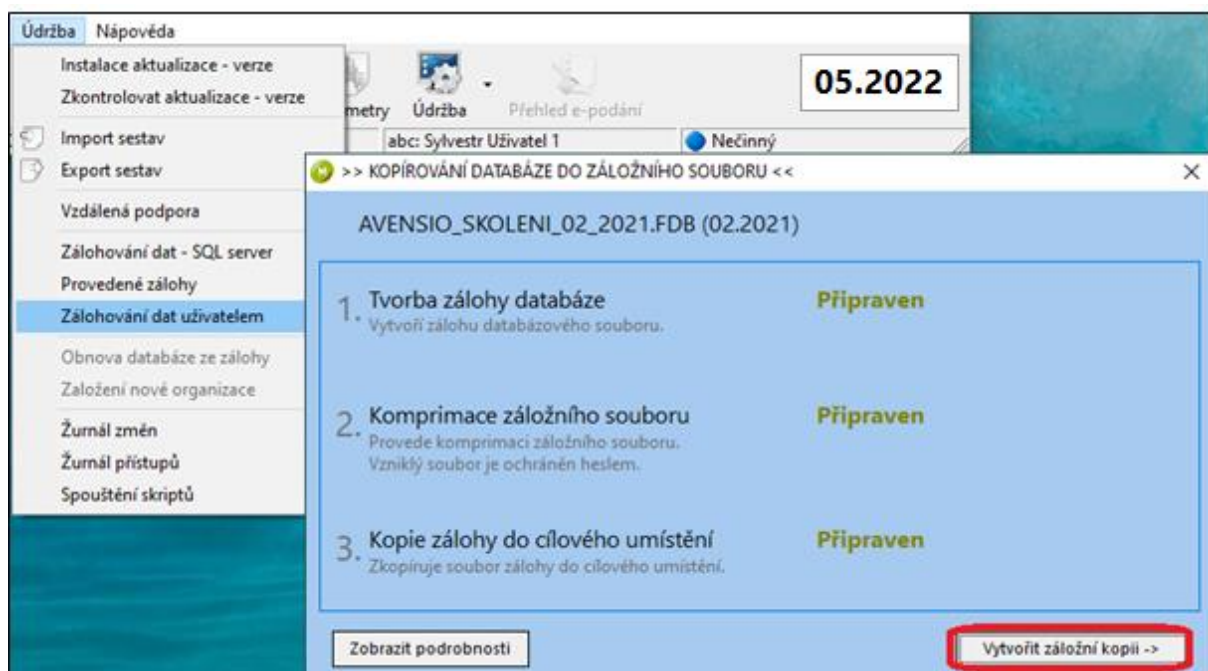 Údržba Nápověda
Instalace aktualizace - verze
Zkontrolovat aktualizace - verze
Import sestav
Export sestav
Vzdálená podpora
Zálohování dat - SQL server
Provedené zálohy
Zálohování dat uživatelem
Obnova databáze ze zálohy
Založení nové organizace
Žurnál změn
Žurnál přístupů
Spouštění skriptů
metry Údržba Přehled e-podání
05.2022
abc: Sylvestr Uživatel 1 Nečinný
>> KOPÍROVÁNÍ DATABÁZE DO ZÁLOŽNÍHO SOUBORU <<
AVENSIO_SKOLENI_02_2021.FDB (02.2021)
1. Tvorba zálohy databáze Připraven
Vytvoří zálohu databázového souboru.
2. Komprimace záložního souboru Připraven
Provede komprimaci záložního souboru.
Vzniklý soubor je ochráněn heslem.
3. Kopie zálohy do cílového umístění Připraven
Zkopíruje soubor zálohy do cílového umístění.
Zobrazit podrobnosti Vytvořit záložní kopii ->